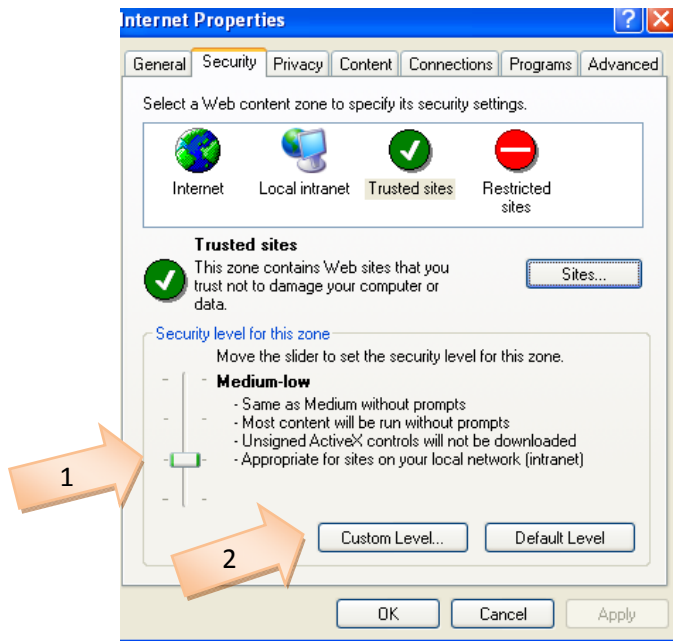 Internet Properties
General Security Privacy Content Connections Programs Advanced
Select a Web content zone to specify its security settings.
Internet Local intranet Trusted sites Restricted sites
Trusted sites
This zone contains Web sites that you
trust not to damage your computer or
data.
Sites...
Security level for this zone
Move the slider to set the security level for this zone.
Medium-low
- Same as Medium without prompts
- Most content will be run without prompts
- Unsigned ActiveX controls will not be downloaded
- Appropriate for sites on your local network (intranet)
1
2
Custom Level... Default Level
OK Cancel Apply